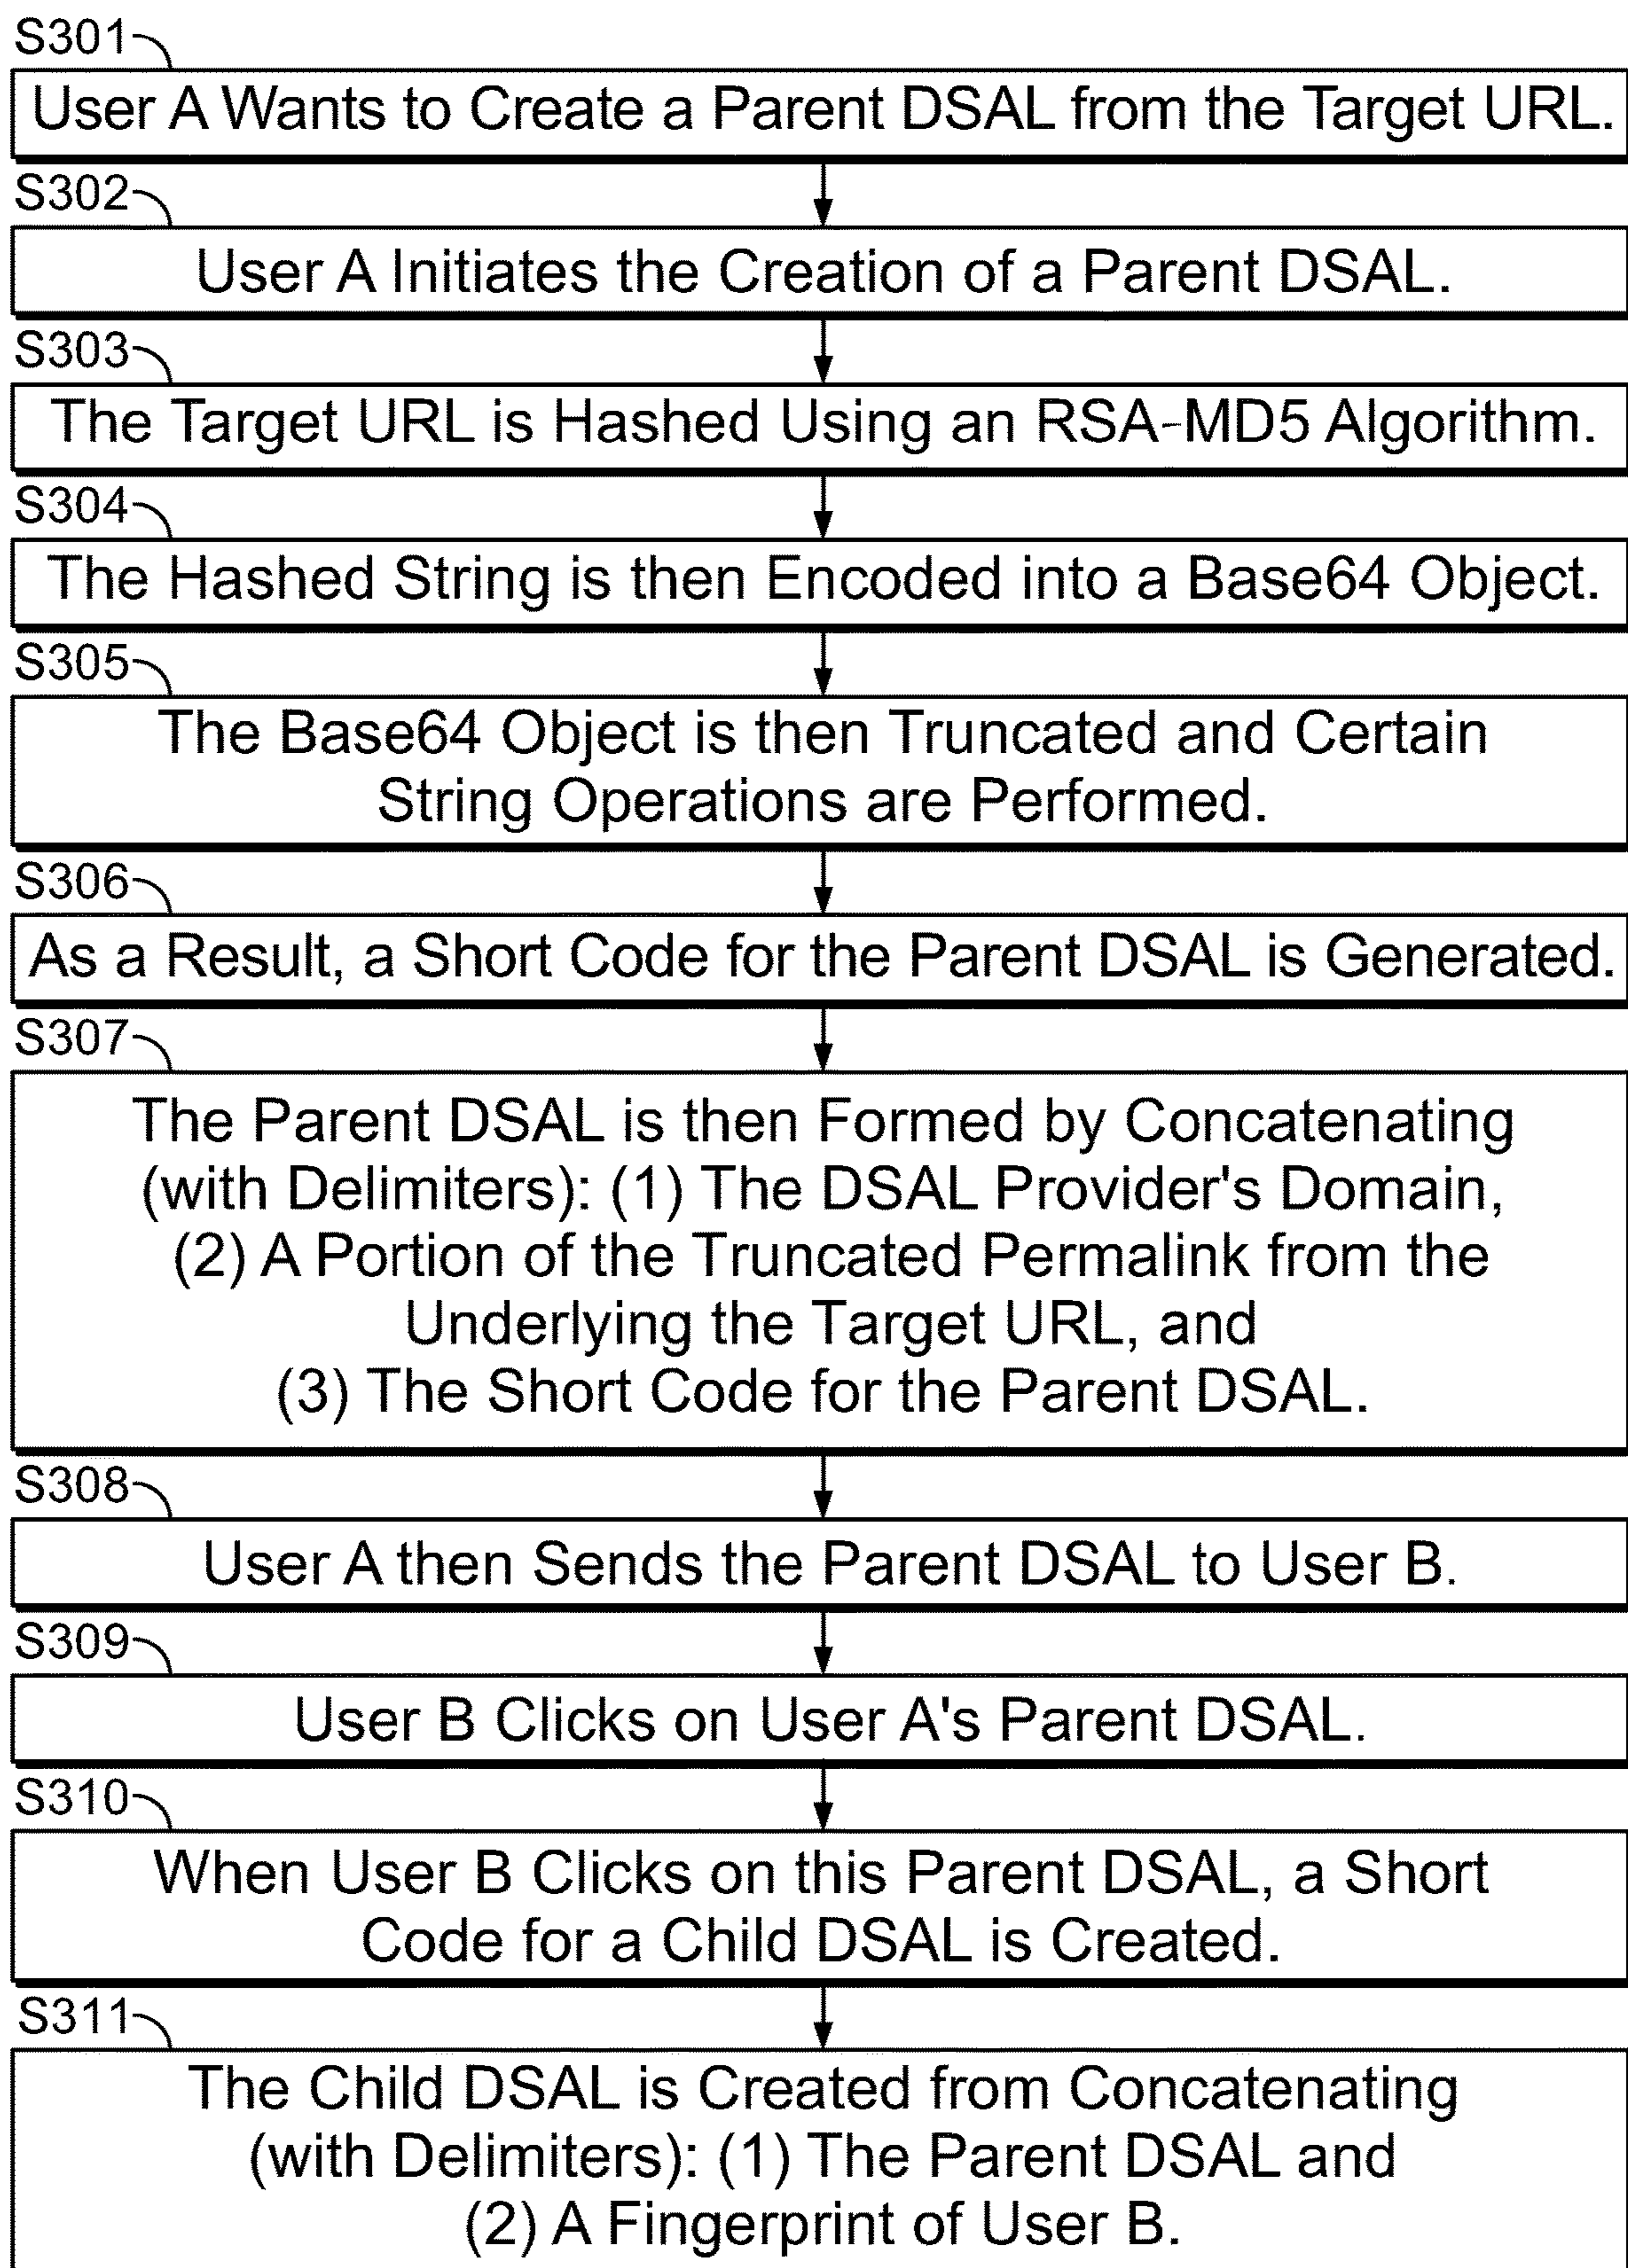 S301
User A Wants to Create a Parent DSAL from the Target URL.
S302
User A Initiates the Creation of a Parent DSAL.
S303
The Target URL is Hashed Using an RSA-MD5 Algorithm.
S304
The Hashed String is then Encoded into a Base64 Object.
S305
The Base64 Object is then Truncated and Certain
String Operations are Performed.
S306
As a Result, a Short Code for the Parent DSAL is Generated.
S307
The Parent DSAL is then Formed by Concatenating
(with Delimiters): (1) The DSAL Provider's Domain,
(2) A Portion of the Truncated Permalink from the
Underlying the Target URL, and
(3) The Short Code for the Parent DSAL.
S308
User A then Sends the Parent DSAL to User B.
S309
User B Clicks on User A's Parent DSAL.
S310
When User B Clicks on this Parent DSAL, a Short
Code for a Child DSAL is Created.
S311
The Child DSAL is Created from Concatenating
(with Delimiters): (1) The Parent DSAL and
(2) A Fingerprint of User B.